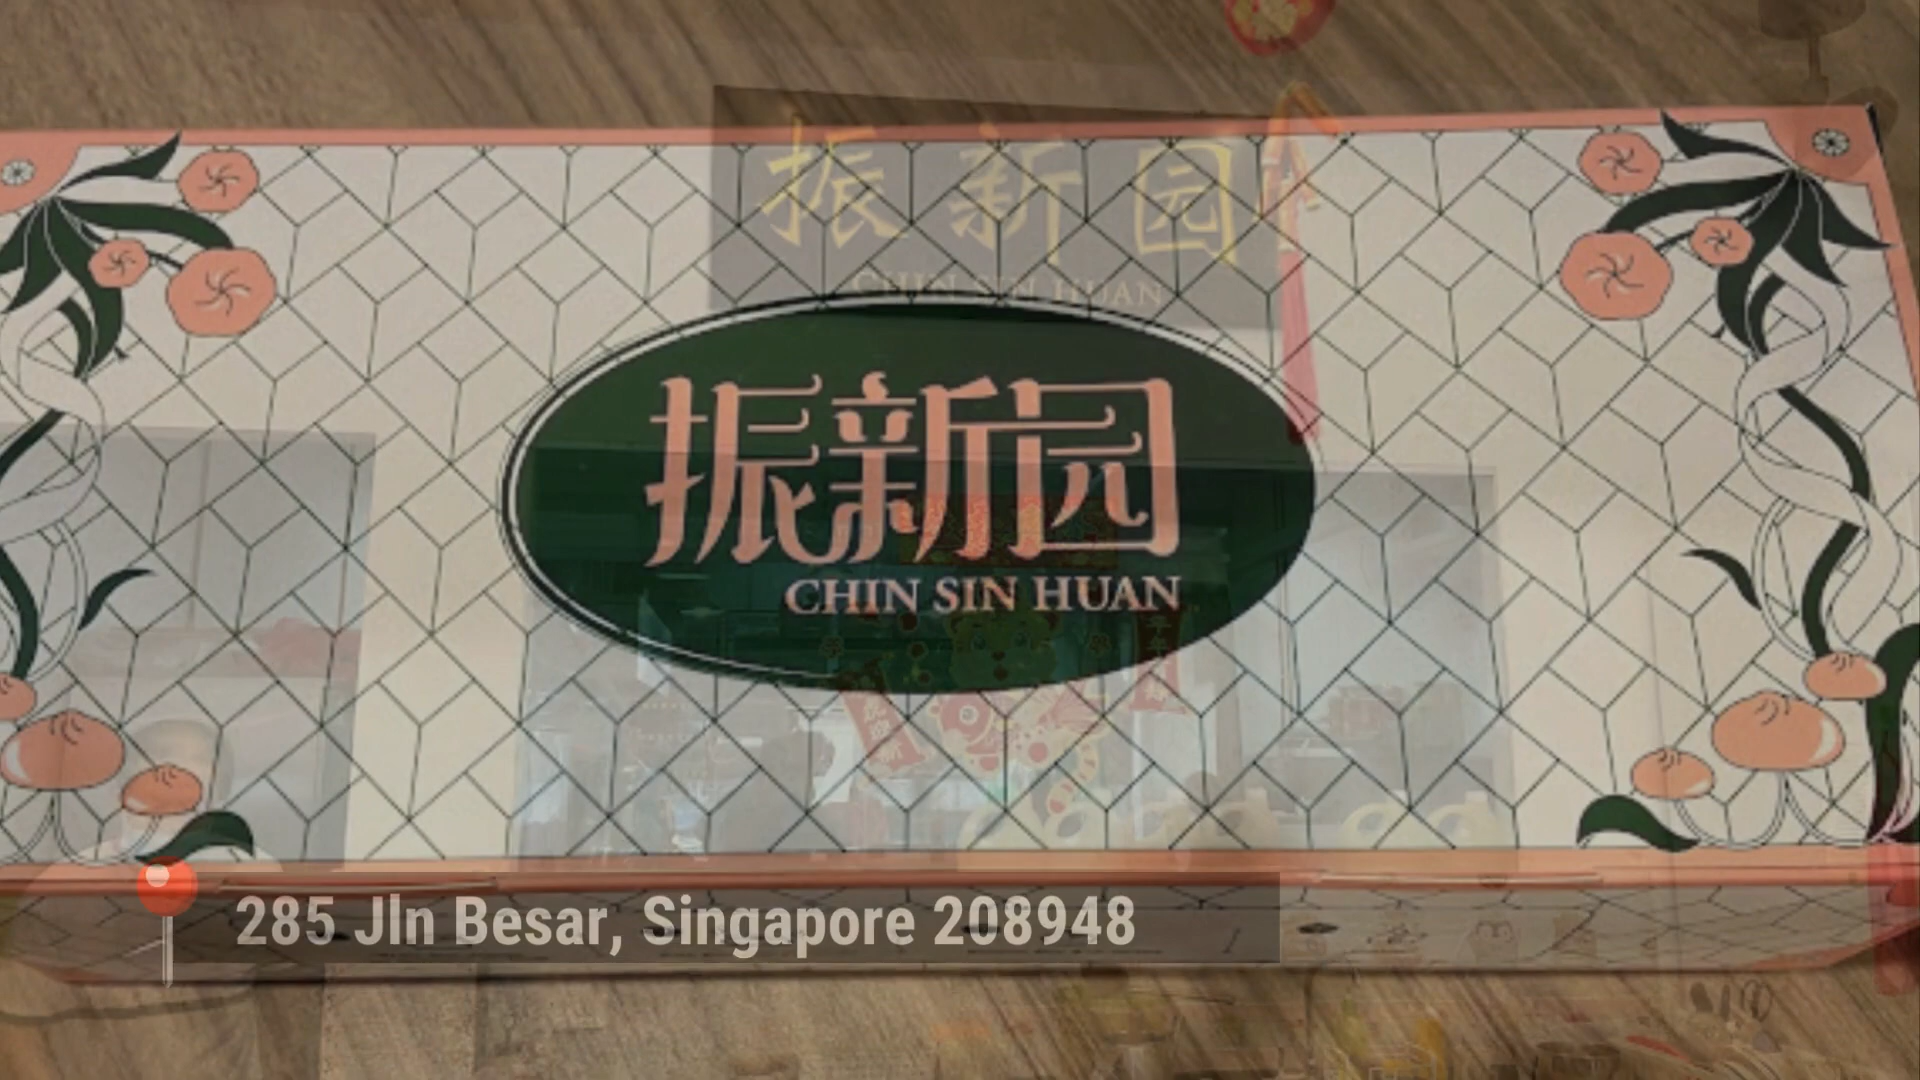 振新园
CHIN SIN HUAN
振新园
CHIN SIN HUAN
285 Jln Besar, Singapore 208948